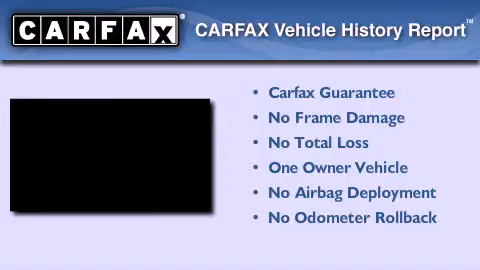 CARFAX® CARFAX Vehicle History Report™
• Carfax Guarantee
• No Frame Damage
• No Total Loss
• One Owner Vehicle
• No Airbag Deployment
• No Odometer Rollback